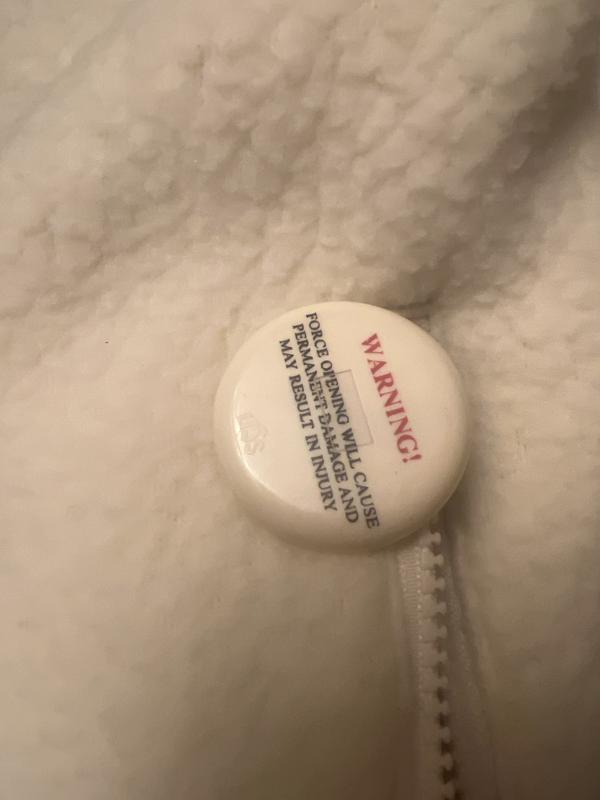 WARNING!
FORCE OPENING WILL CAUSE
PERMANENT DAMAGE AND
MAY RESULT IN INJURY